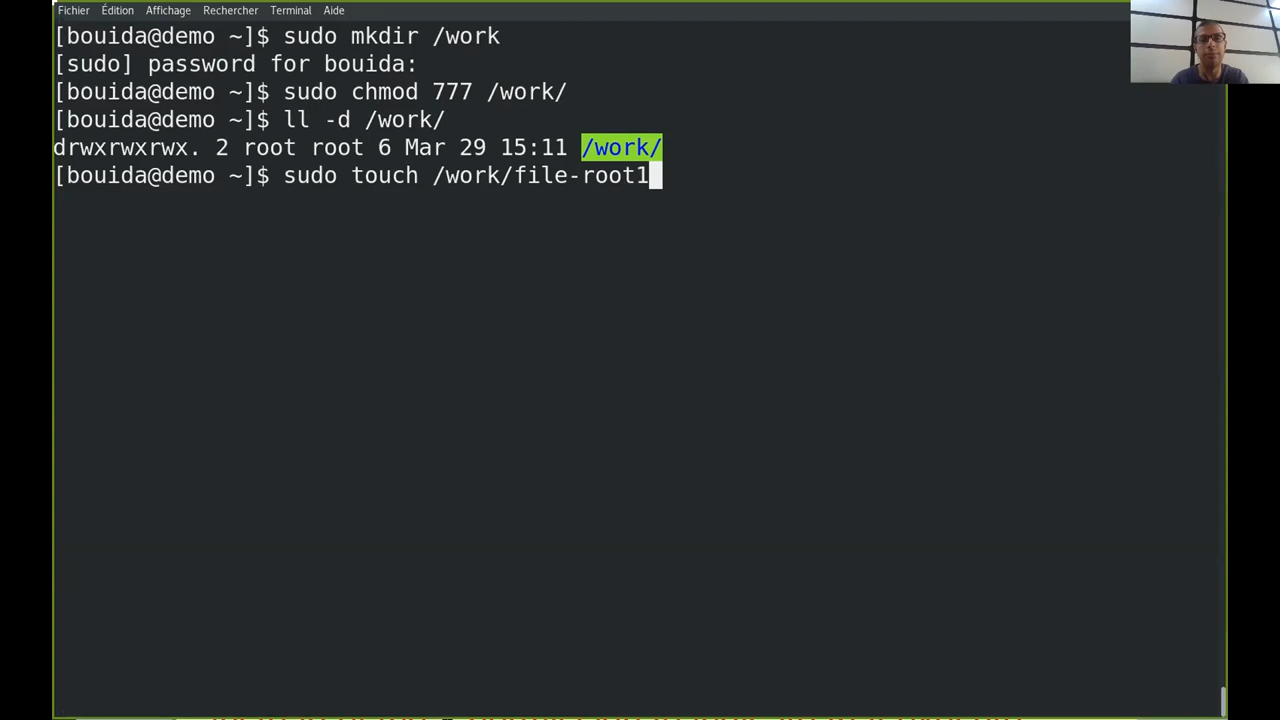 Fichier Édition Affichage Rechercher Terminal Aide
[bouida@demo ~]$ sudo mkdir /work
[sudo] password for bouida:
[bouida@demo ~]$ sudo chmod 777 /work/
[bouida@demo ~]$ ll -d /work/
drwxrwxrwx. 2 root root 6 Mar 29 15:11 /work/
[bouida@demo ~]$ sudo touch /work/file-root1